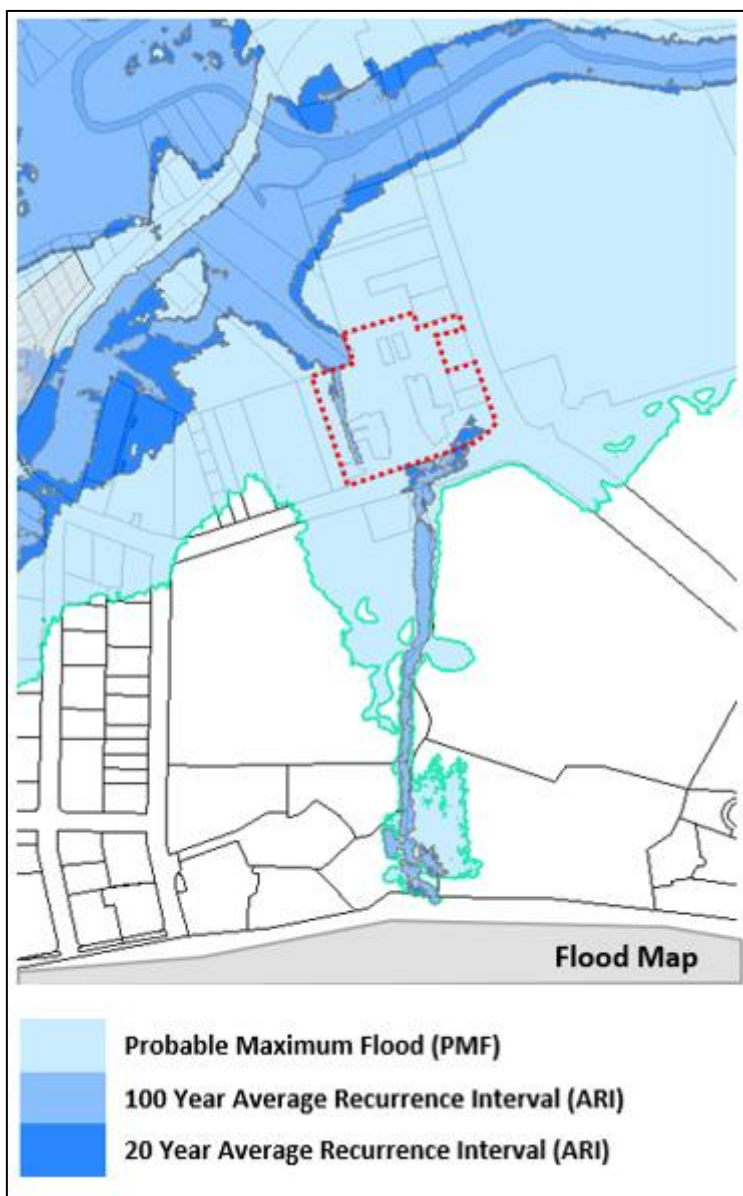 Flood Map
Probable Maximum Flood (PMF)
100 Year Average Recurrence Interval (ARI)
20 Year Average Recurrence Interval (ARI)